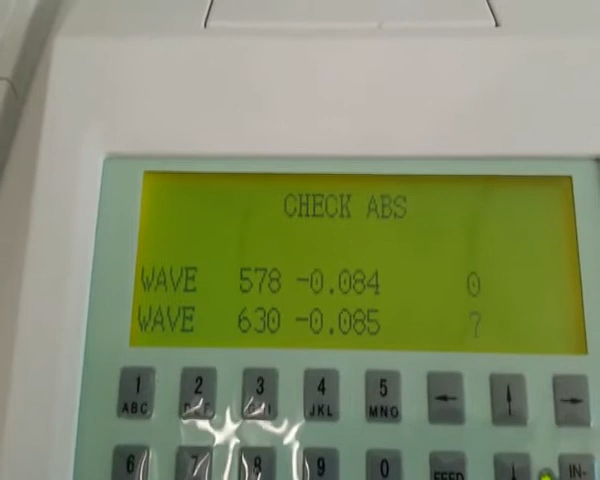 CHECK ABS
WAVE 578 -0.084 0
WAVE 630 -0.085 7
1 2 3 4 5
ABC JKL MNO
← ↑ →
6 7 8 9 0 FEED IN-